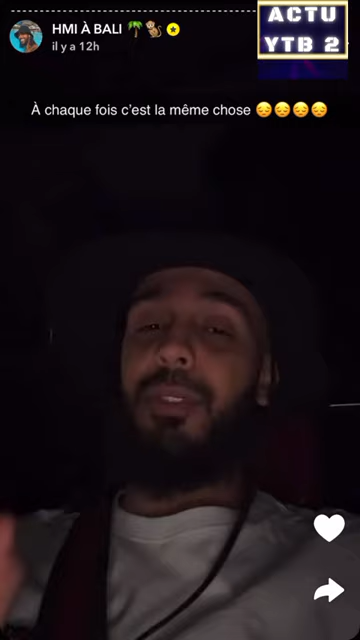 HMI À BALI 🌴🐒⭐
il y a 12h
ACTU
YTB 2
À chaque fois c’est la même chose 😔😔😔😔